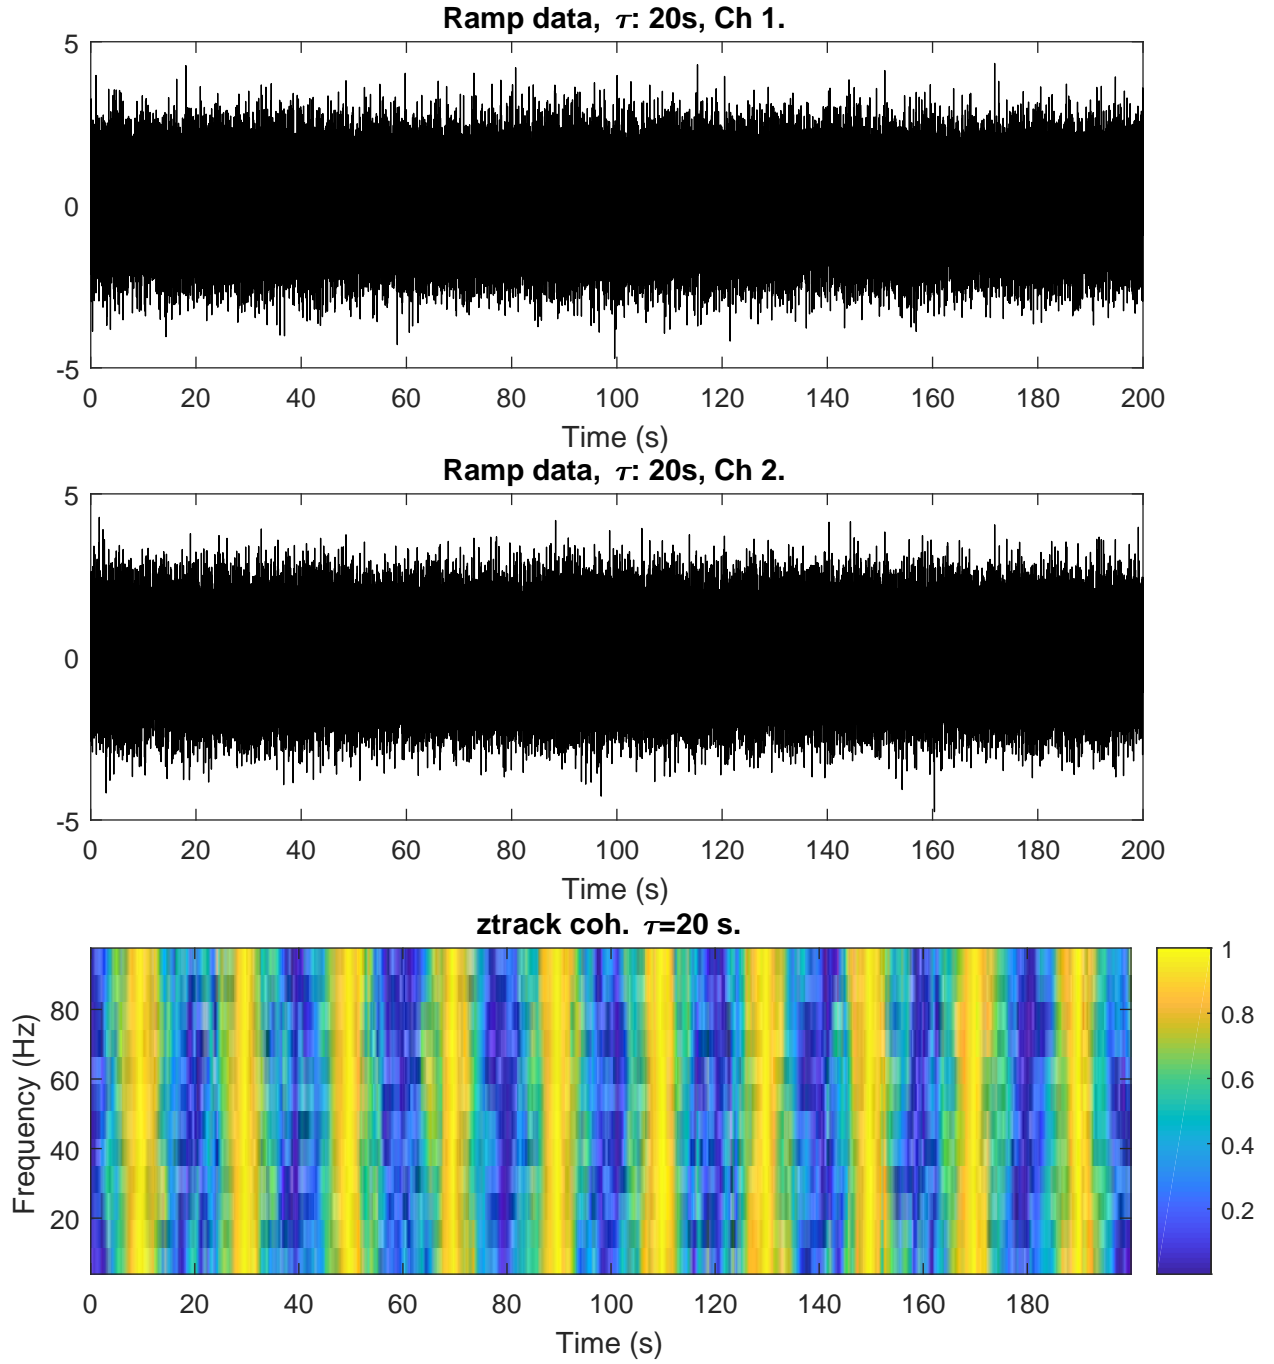 Ramp data, τ: 20s, Ch 1.
5
0
-5
0 20 40 60 80 100 120 140 160 180 200
Time (s)
Ramp data, τ: 20s, Ch 2.
5
0
-5
0 20 40 60 80 100 120 140 160 180 200
Time (s)
ztrack coh. τ=20 s.
Frequency (Hz)
80
60
40
20
0 20 40 60 80 100 120 140 160 180
Time (s)
1
0.8
0.6
0.4
0.2